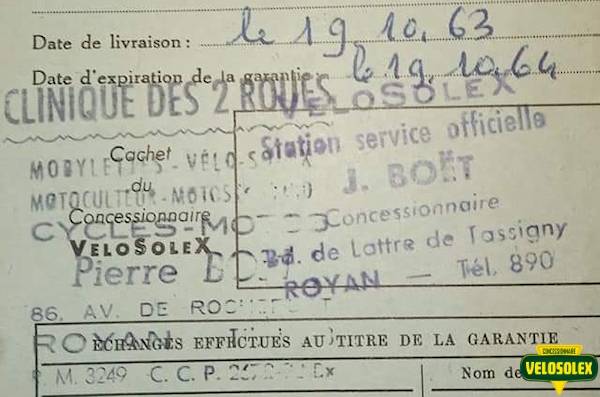 Date de livraison : le 19.10.63
Date d'expiration de la garantie le 19.10.64
CLINIQUE DES 2 ROUES
VELOSOLEX
Station service officielle
J. BOËT
Concessionnaire
Bd. de Lattre de Tassigny
ROYAN — Tél. 890
Cachet
du
Concessionnaire
VELOSOLEX
MOBYLETTES - VÉLO-S
MOTOCULTEUR - MOTOS
CYCLES-MOTOS
Pierre
86, AV. DE ROCHEFORT
ROYAN
ÉCHANGES EFFECTUÉS AU TITRE DE LA GARANTIE
R. M. 3249 C. C. P.
Nom de
CONCESSIONNAIRE
VELOSOLEX